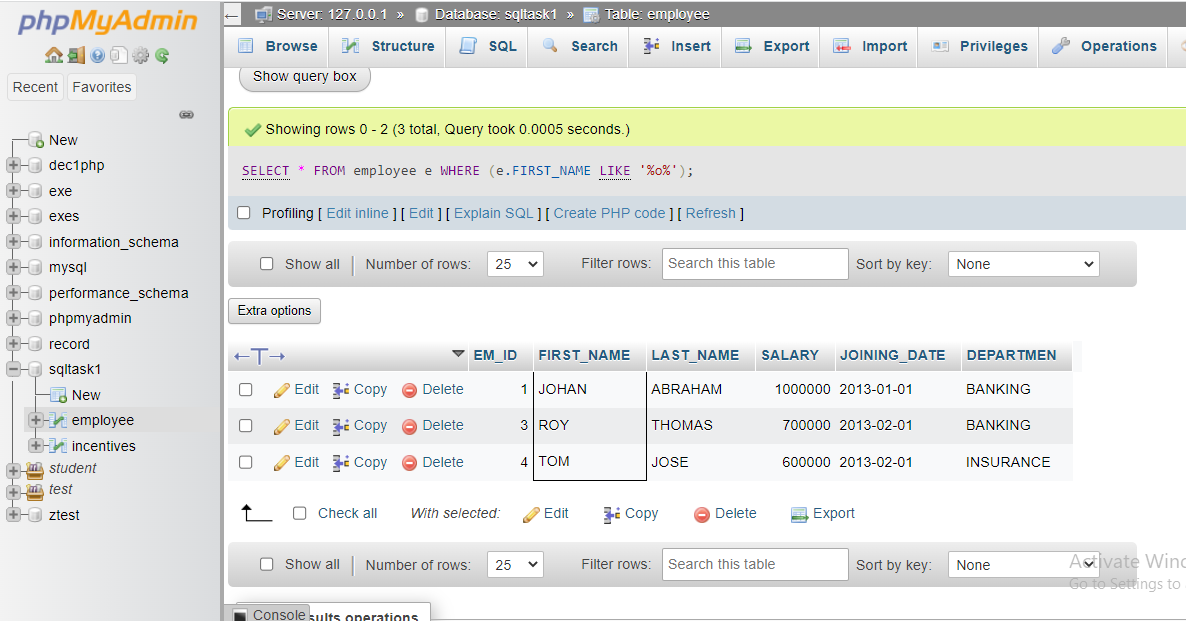 phpMyAdmin
Recent Favorites
New
dec1php
exe
exes
information_schema
mysql
performance_schema
phpmyadmin
record
sqltask1
New
employee
incentives
student
test
ztest
Server: 127.0.0.1 » Database: sqltask1 » Table: employee
Browse Structure SQL Search Insert Export Import Privileges Operations
Show query box
Showing rows 0 - 2 (3 total, Query took 0.0005 seconds.)
SELECT * FROM employee e WHERE (e.FIRST_NAME LIKE '%o%');
Profiling [ Edit inline ] [ Edit ] [ Explain SQL ] [ Create PHP code ] [ Refresh ]
Show all | Number of rows: 25 Filter rows: Search this table Sort by key: None
Extra options
←T→ EM_ID FIRST_NAME LAST_NAME SALARY JOINING_DATE DEPARTMEN
Edit Copy Delete 1 JOHAN ABRAHAM 1000000 2013-01-01 BANKING
Edit Copy Delete 3 ROY THOMAS 700000 2013-02-01 BANKING
Edit Copy Delete 4 TOM JOSE 600000 2013-02-01 INSURANCE
Check all With selected: Edit Copy Delete Export
Show all | Number of rows: 25 Filter rows: Search this table Sort by key: None
Activate Wind
Go to Settings to
Console sults operations